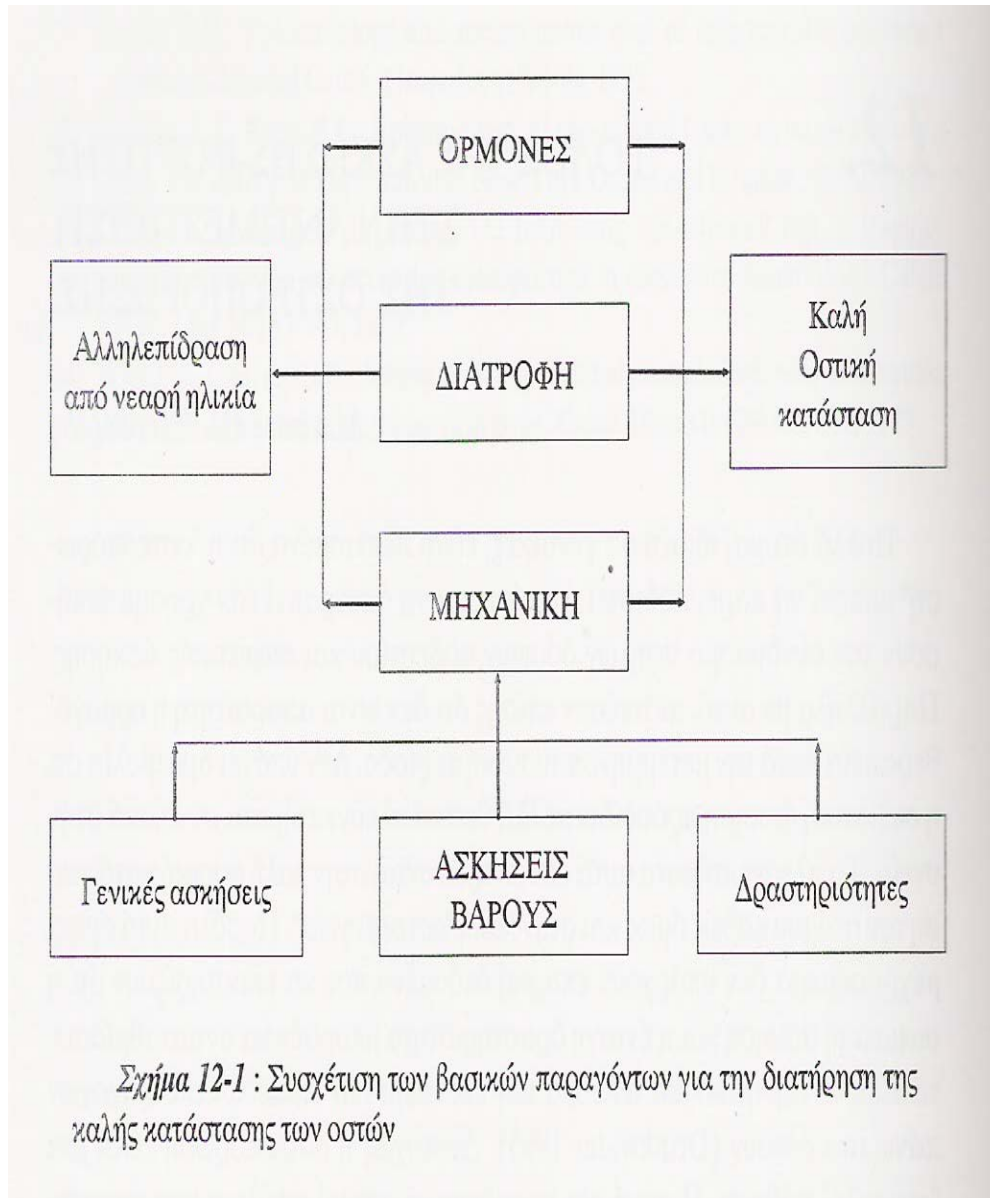 ΟΡΜΟΝΕΣ
Αλληλεπίδραση
από νεαρή ηλικία
ΔΙΑΤΡΟΦΗ
Καλή
Οστική
κατάσταση
ΜΗΧΑΝΙΚΗ
Γενικές ασκήσεις
ΑΣΚΗΣΕΙΣ
ΒΑΡΟΥΣ
Δραστηριότητες
Σχήμα 12-1 : Συσχέτιση των βασικών παραγόντων για την διατήρηση της
καλής κατάστασης των οστών